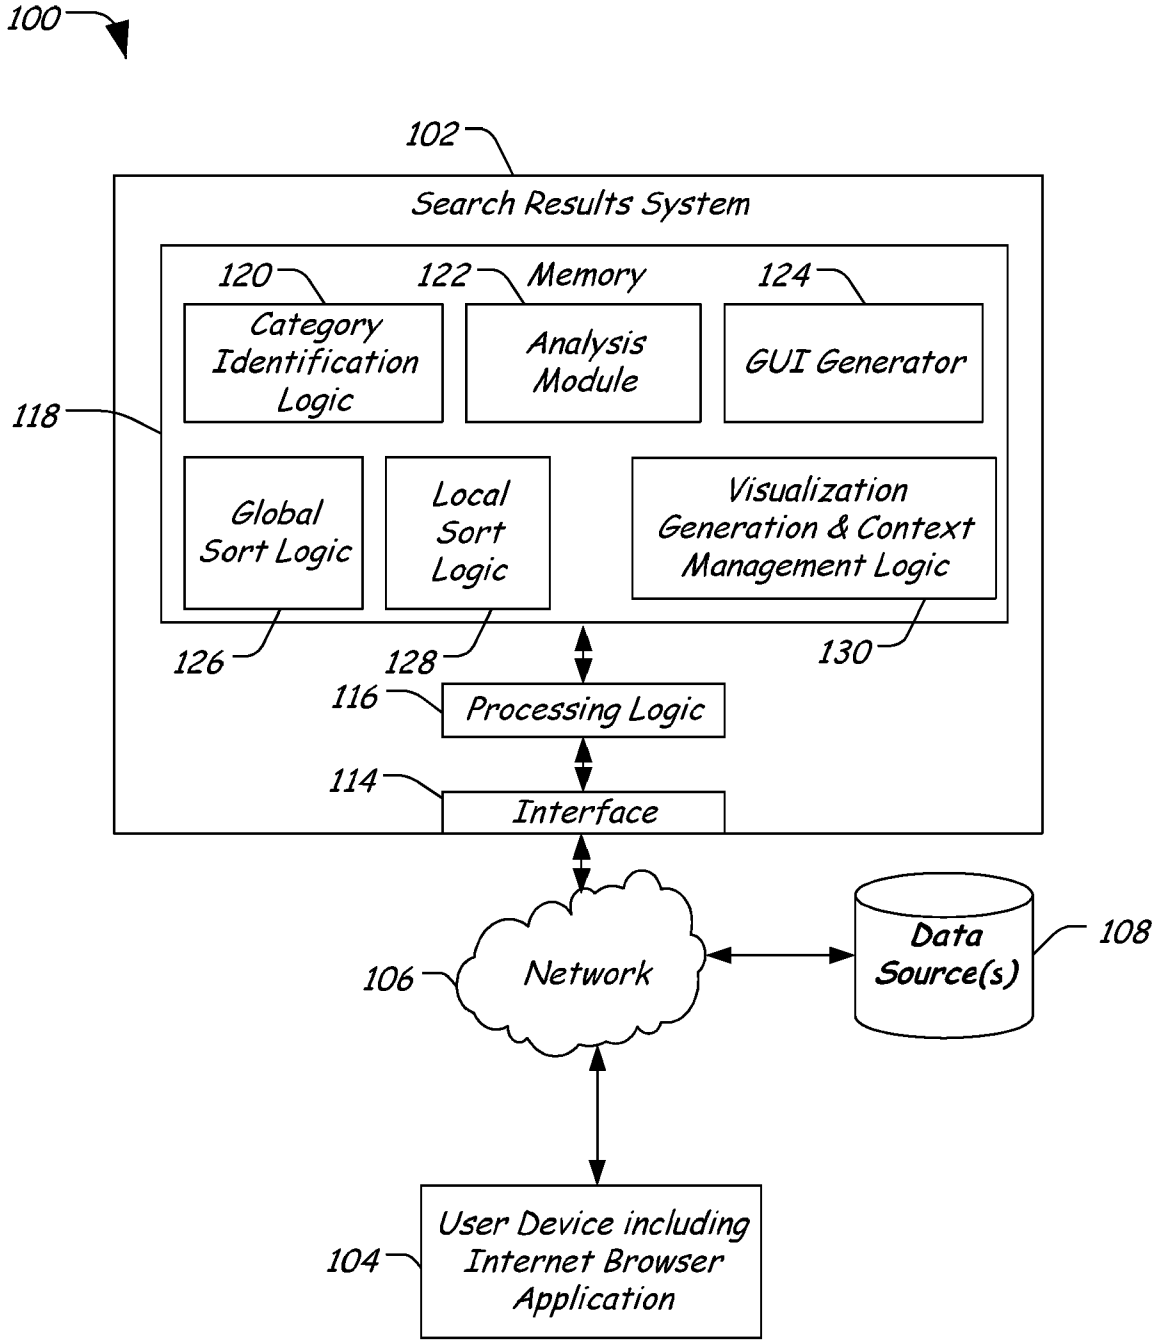 100
102
Search Results System
120
122
Memory
124
Category
Identification
Logic
Analysis
Module
GUI Generator
118
Global
Sort Logic
Local
Sort
Logic
Visualization
Generation & Context
Management Logic
126
128
130
116
Processing Logic
114
Interface
106
Network
Data
Source(s)
108
104
User Device including
Internet Browser
Application